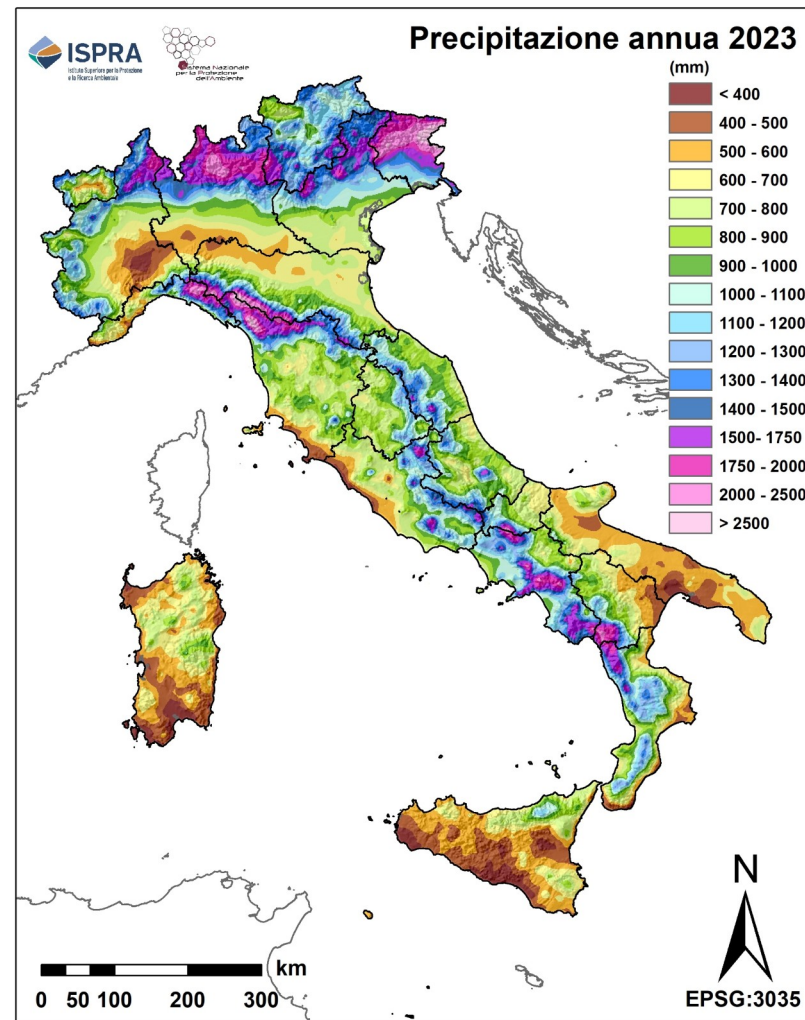 ISPRA
Istituto Superiore per la Protezione
e la Ricerca Ambientale
Sistema Nazionale
per la Protezione
dell'Ambiente
Precipitazione annua 2023
(mm)
< 400
400 - 500
500 - 600
600 - 700
700 - 800
800 - 900
900 - 1000
1000 - 1100
1100 - 1200
1200 - 1300
1300 - 1400
1400 - 1500
1500- 1750
1750 - 2000
2000 - 2500
> 2500
N
km
0 50 100 200 300
EPSG:3035